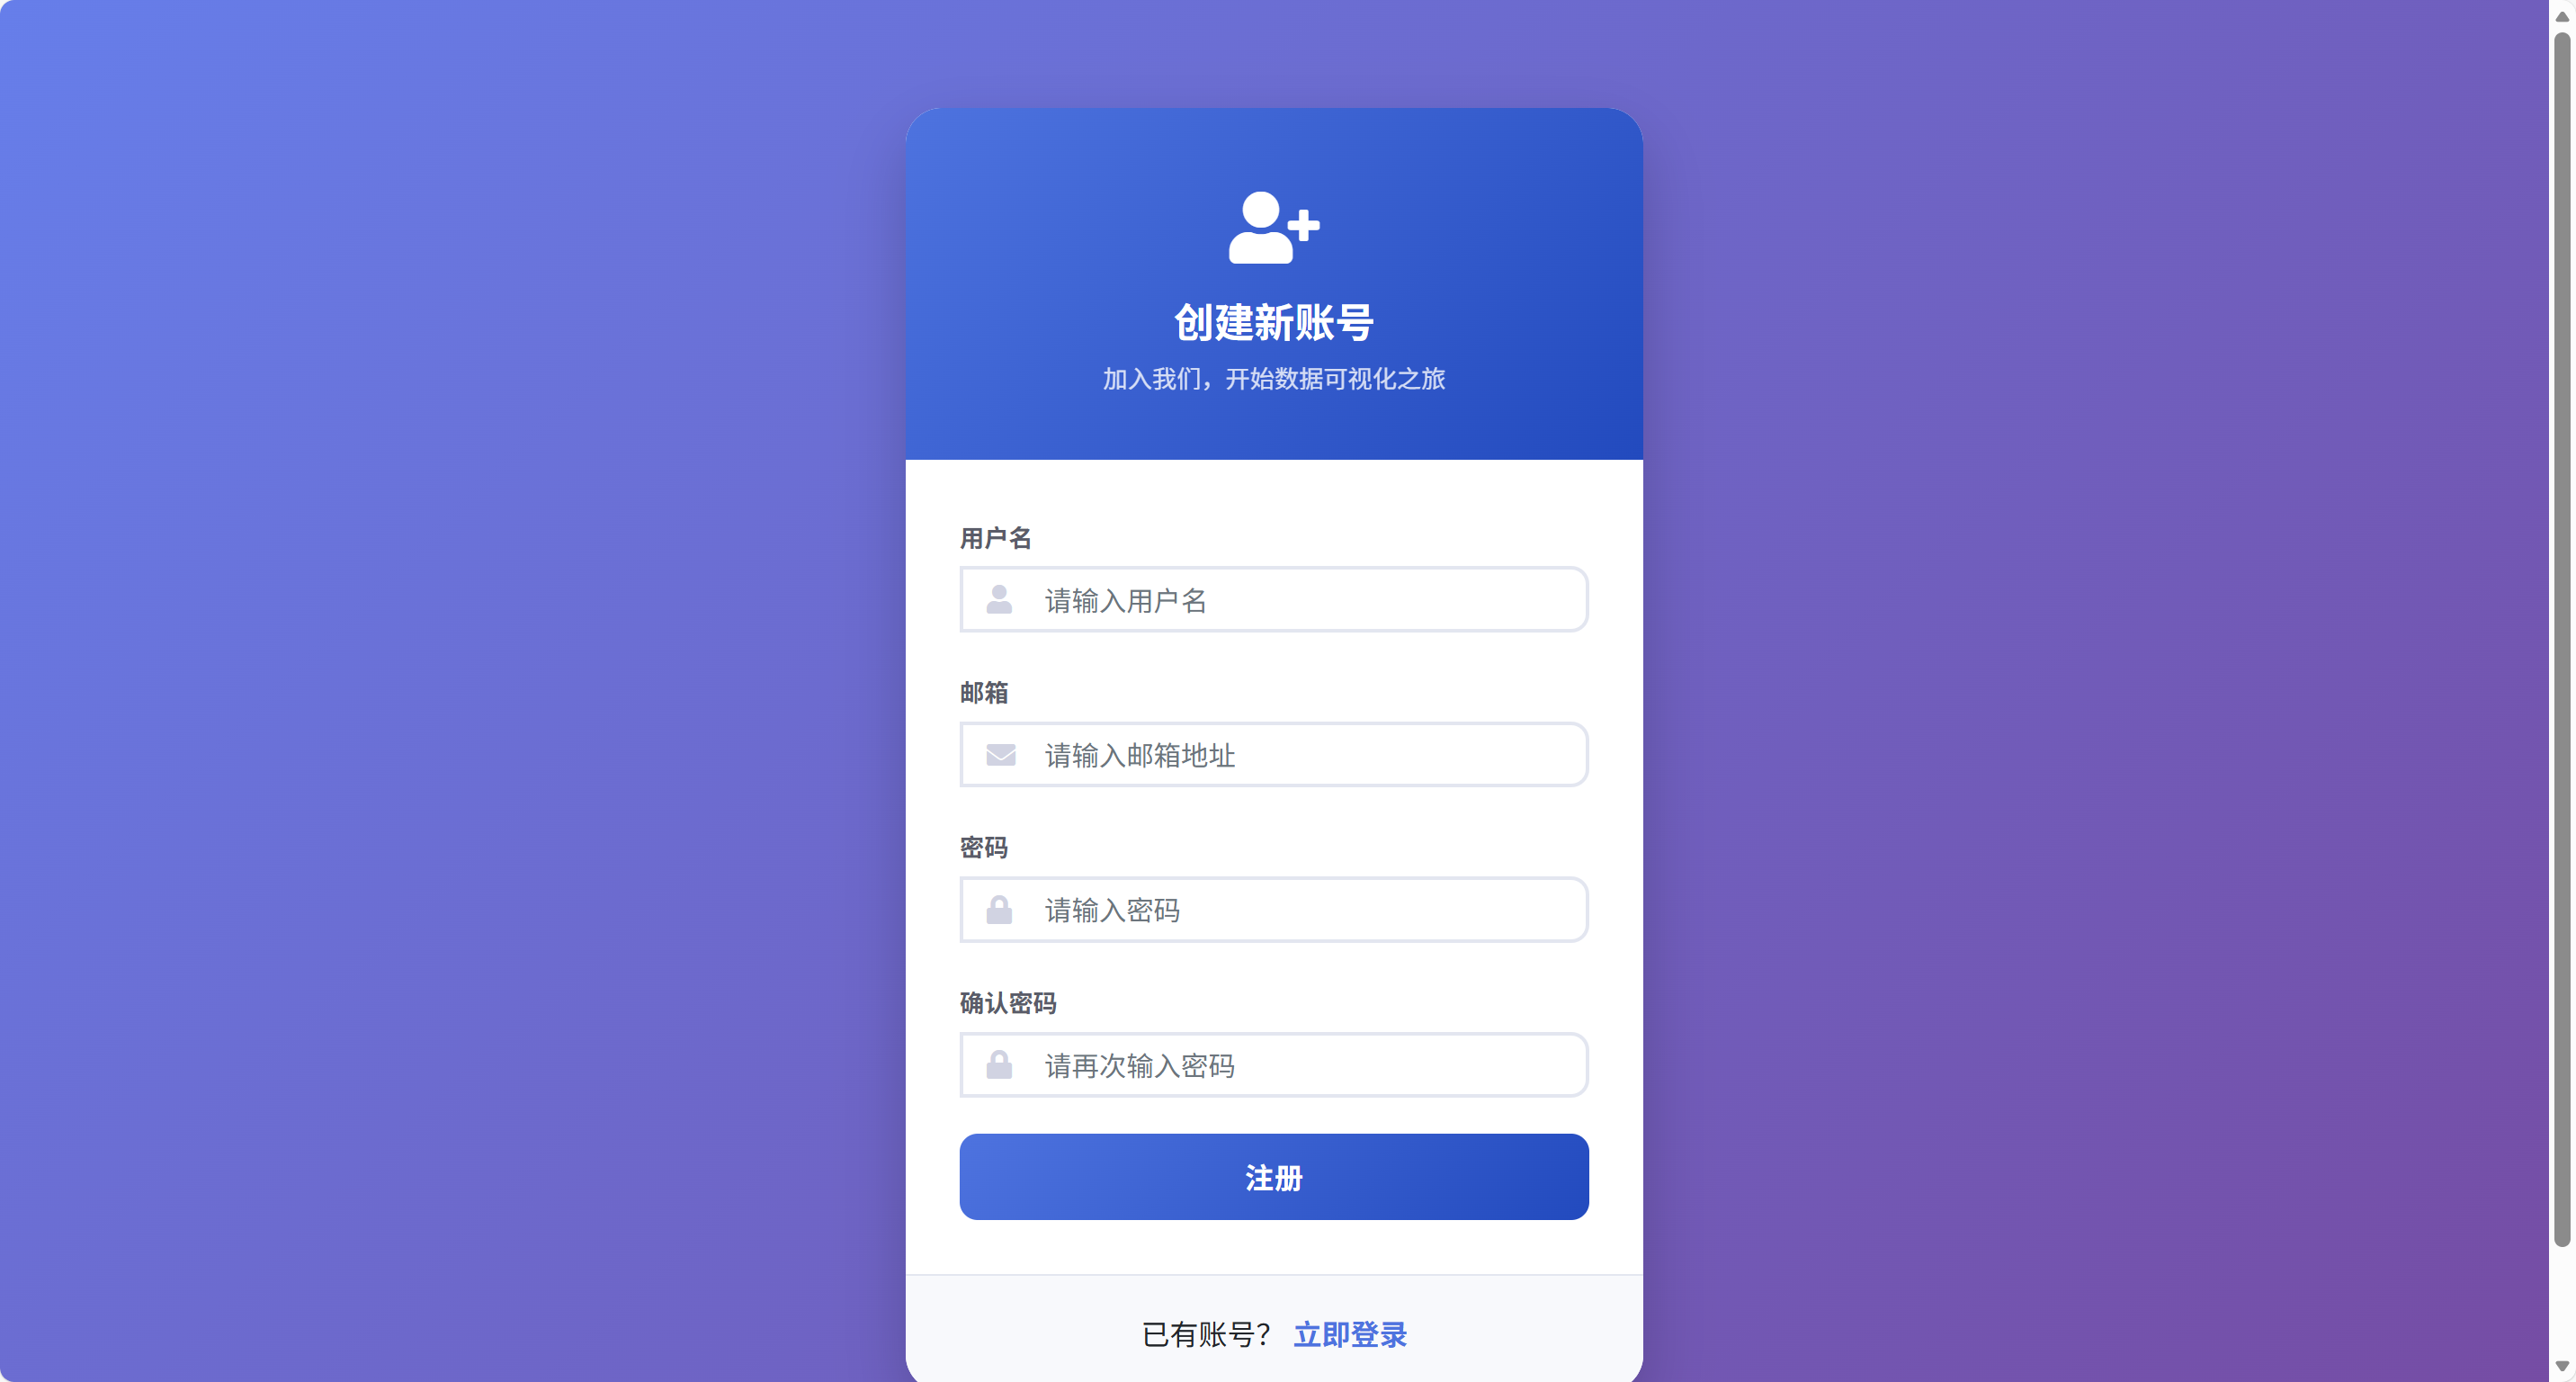 创建新账号
加入我们，开始数据可视化之旅
用户名
请输入用户名
邮箱
请输入邮箱地址
密码
请输入密码
确认密码
请再次输入密码
注册
已有账号？ 立即登录